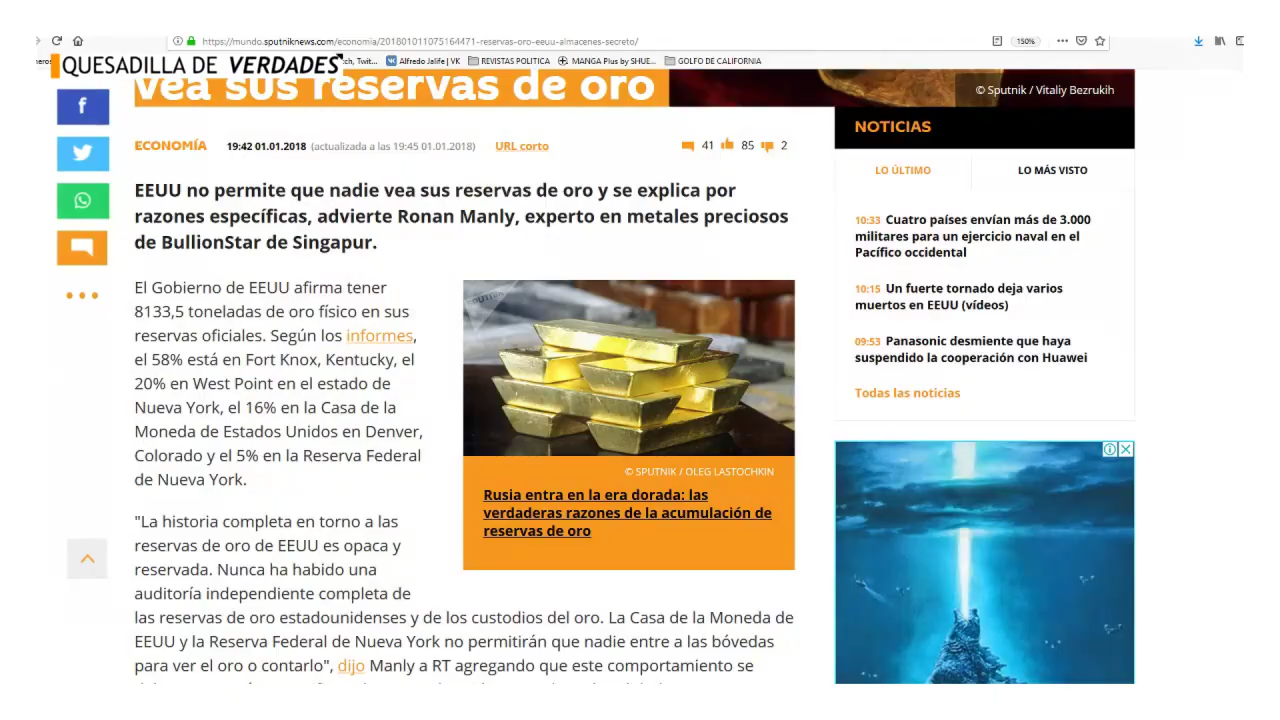 https://mundo.sputniknews.com/economia/201801011075164471-reservas-oro-eeuu-almacenes-secreto/
150%
QUESADILLA DE VERDADES
tch, Twit...
Alfredo Jalife | VK
REVISTAS POLITICA
MANGA Plus by SHUE...
GOLFO DE CALIFORNIA
vea sus reservas de oro
© Sputnik / Vitaliy Bezrukih
ECONOMÍA
19:42 01.01.2018 (actualizada a las 19:45 01.01.2018)
URL corto
41
85
2
EEUU no permite que nadie vea sus reservas de oro y se explica por
razones específicas, advierte Ronan Manly, experto en metales preciosos
de BullionStar de Singapur.
El Gobierno de EEUU afirma tener
8133,5 toneladas de oro físico en sus
reservas oficiales. Según los informes,
el 58% está en Fort Knox, Kentucky, el
20% en West Point en el estado de
Nueva York, el 16% en la Casa de la
Moneda de Estados Unidos en Denver,
Colorado y el 5% en la Reserva Federal
de Nueva York.
© SPUTNIK / OLEG LASTOCHKIN
Rusia entra en la era dorada: las
verdaderas razones de la acumulación de
reservas de oro
"La historia completa en torno a las
reservas de oro de EEUU es opaca y
reservada. Nunca ha habido una
auditoría independiente completa de
las reservas de oro estadounidenses y de los custodios del oro. La Casa de la Moneda de
EEUU y la Reserva Federal de Nueva York no permitirán que nadie entre a las bóvedas
para ver el oro o contarlo", dijo Manly a RT agregando que este comportamiento se
NOTICIAS
LO ÚLTIMO
LO MÁS VISTO
10:33 Cuatro países envían más de 3.000
militares para un ejercicio naval en el
Pacífico occidental
10:15 Un fuerte tornado deja varios
muertos en EEUU (vídeos)
09:53 Panasonic desmiente que haya
suspendido la cooperación con Huawei
Todas las noticias